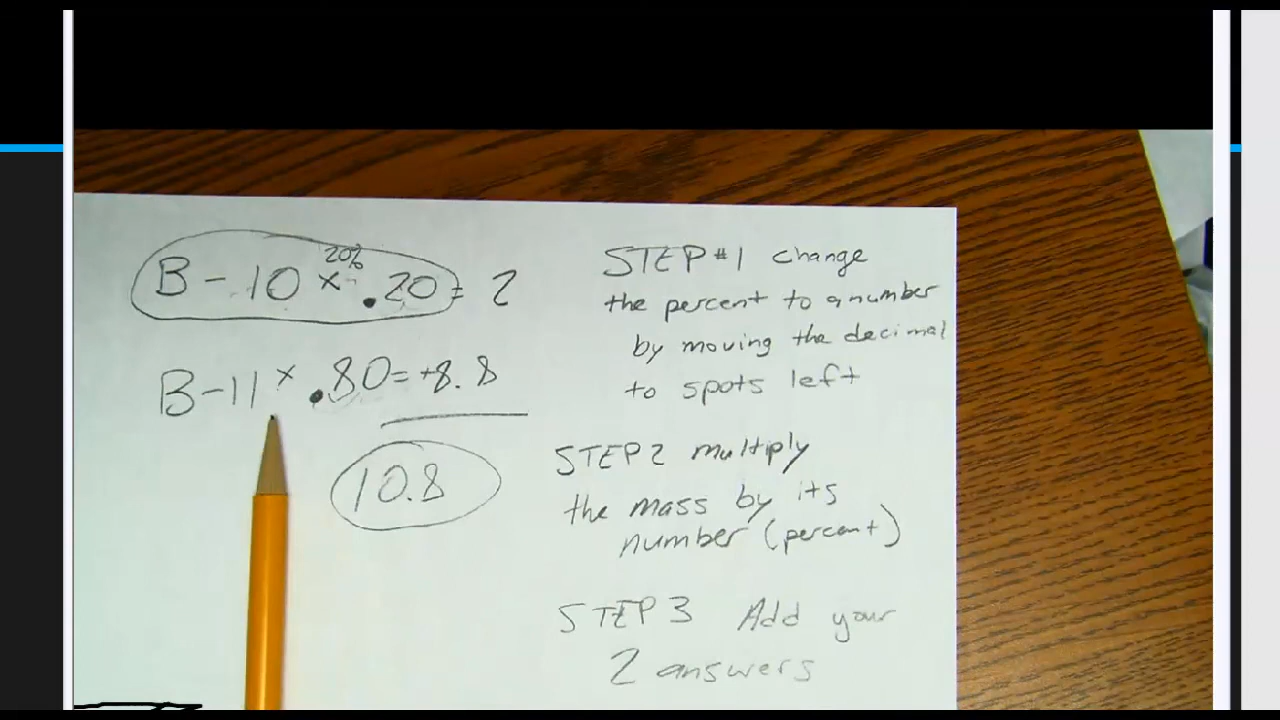 20%
B-10 x .20 = 2
B-11 x .80 = +8.8
10.8
STEP #1 change
the percent to a number
by moving the decimal
to spots left
STEP 2 multiply
the mass by its
number (percent)
STEP 3 Add your
2 answers